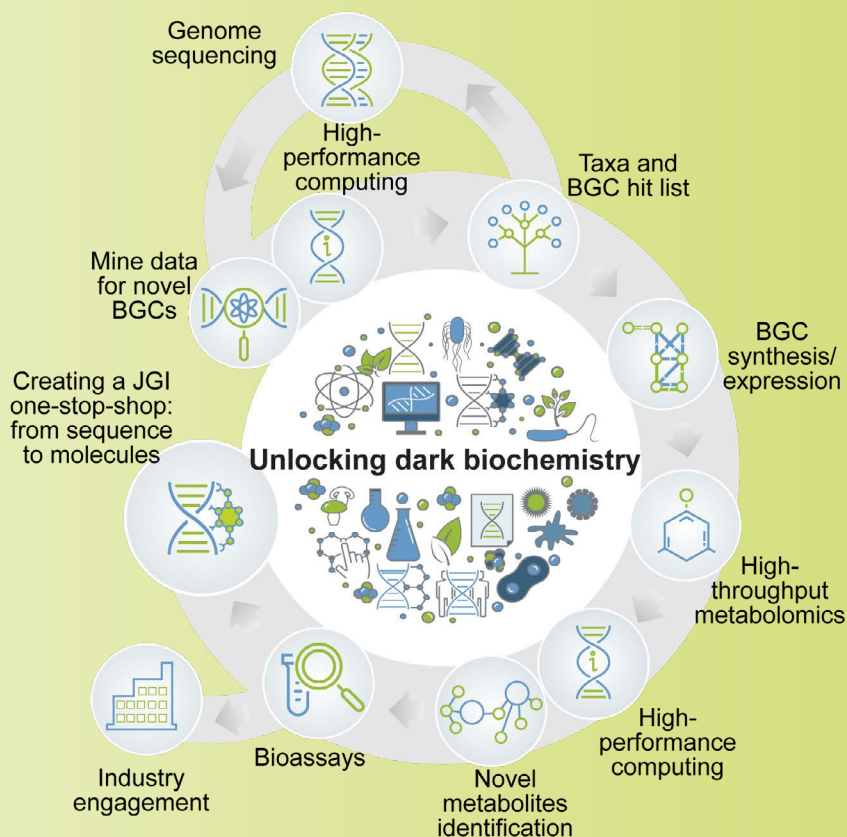 Genome
sequencing
High-
performance
computing
Taxa and
BGC hit list
Mine data
for novel
BGCs
BGC
synthesis/
expression
Creating a JGI
one-stop-shop:
from sequence
to molecules
Unlocking dark biochemistry
High-
throughput
metabolomics
High-
performance
computing
Novel
metabolites
identification
Bioassays
Industry
engagement